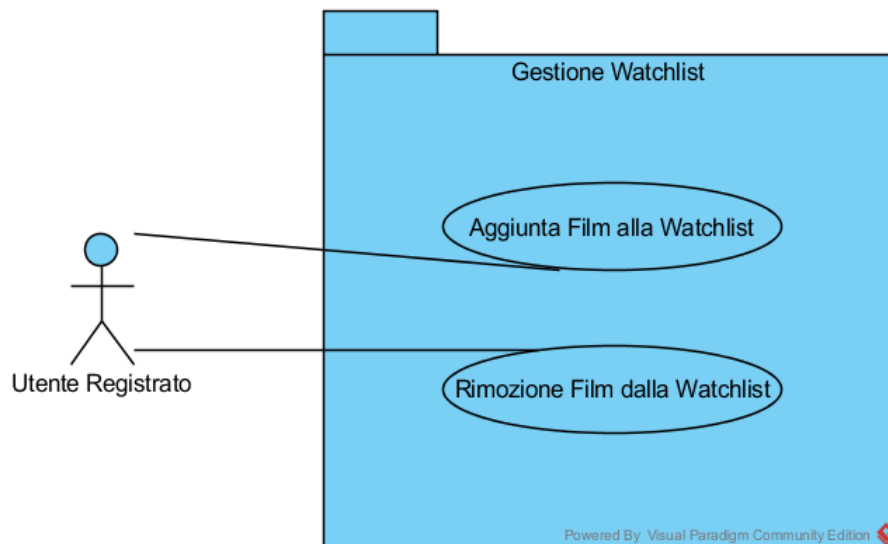 Gestione Watchlist
Aggiunta Film alla Watchlist
Utente Registrato
Rimozione Film dalla Watchlist
Powered By Visual Paradigm Community Edition